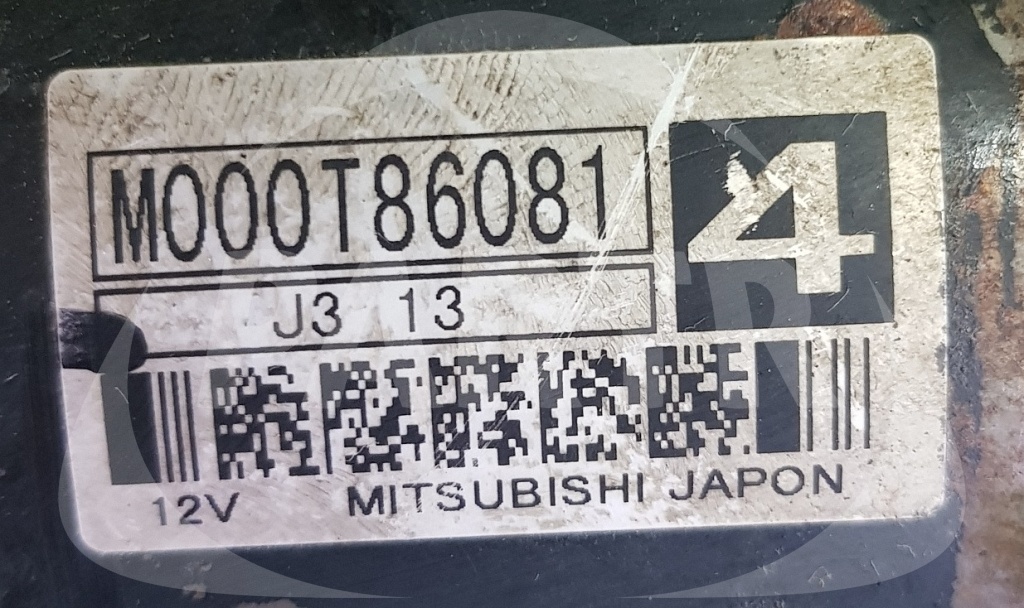 M000T86081
4
J3 13
12V MITSUBISHI JAPON